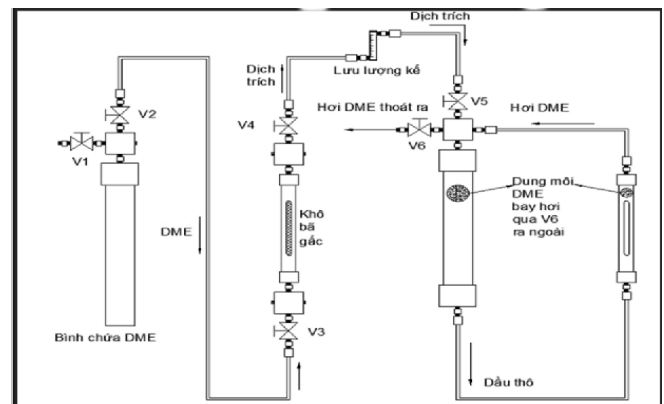 Dịch trích
Dịch
trích
Lưu lượng kế
V2
V1
V4
Hơi DME thoát ra
V5
V6
Hơi DME
DME
Khô
bã
gấc
Dung môi
DME
bay hơi
qua V6
ra ngoài
V3
Bình chứa DME
Dầu thô